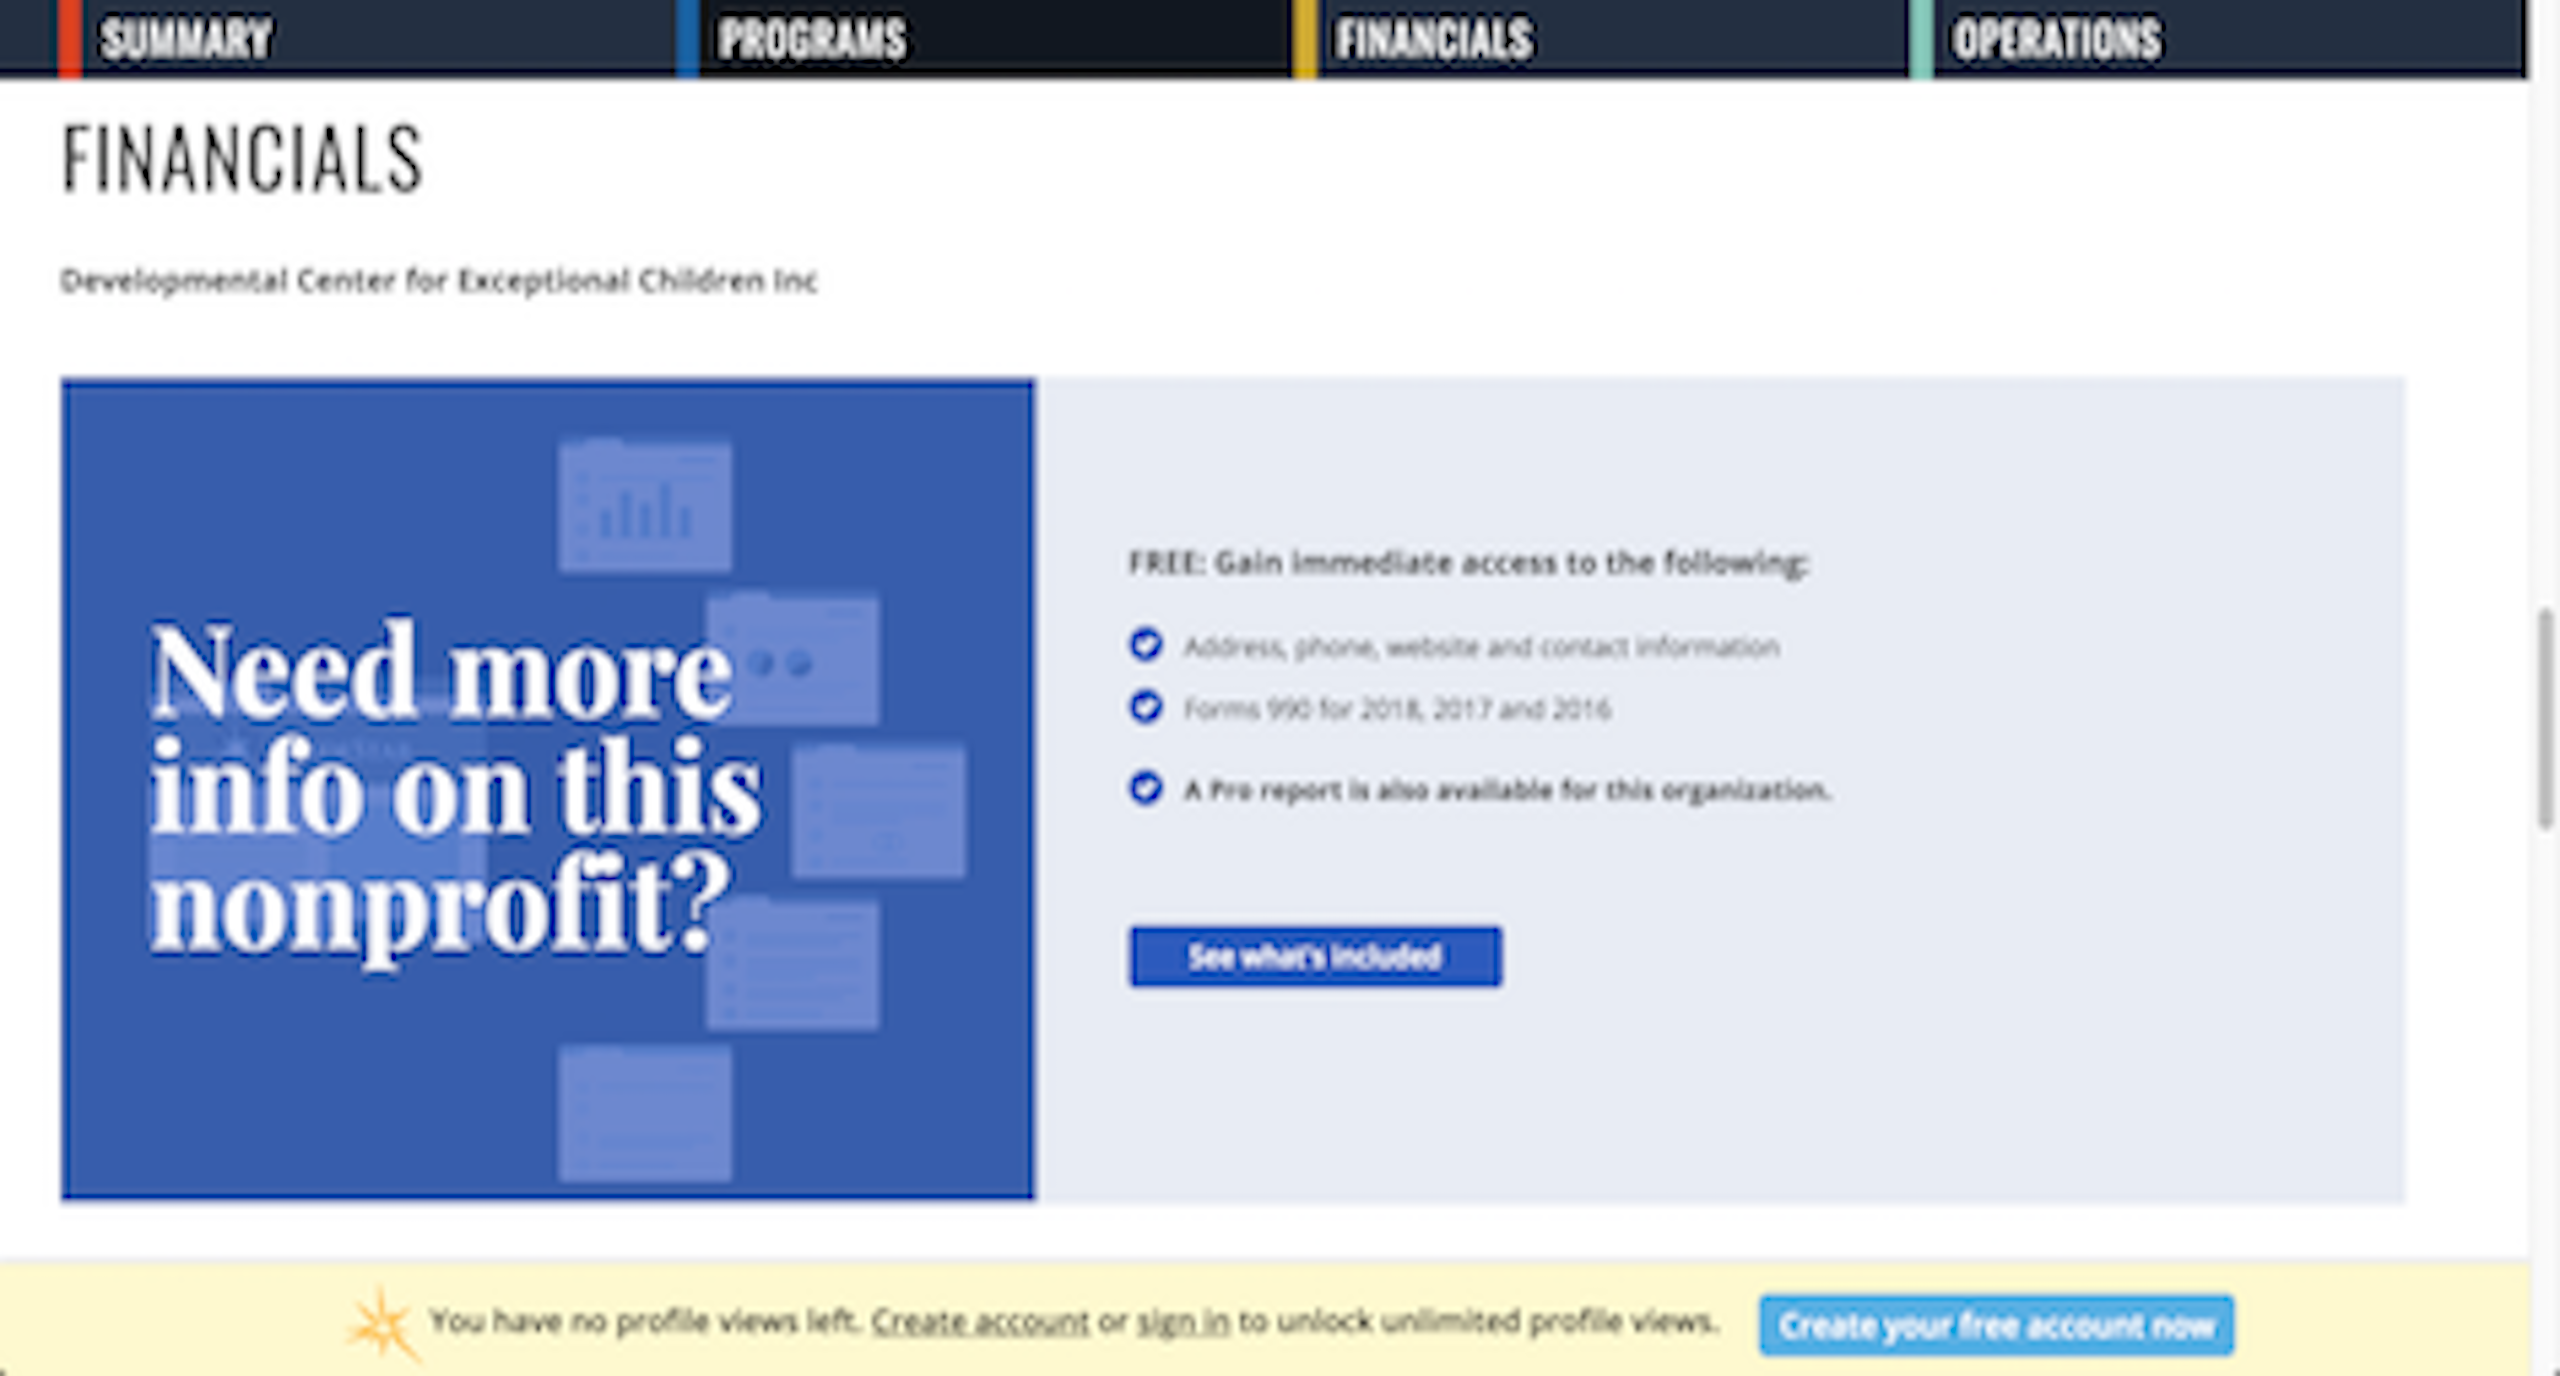 SUMMARY
PROGRAMS
FINANCIALS
OPERATIONS
FINANCIALS
Developmental Center for Exceptional Children Inc
Need more
info on this
nonprofit?
FREE: Gain immediate access to the following:
Address, phone, website and contact information
Forms 990 for 2018, 2017 and 2016
A Pro report is also available for this organization.
See what's included
You have no profile views left. Create account or sign in to unlock unlimited profile views.
Create your free account now